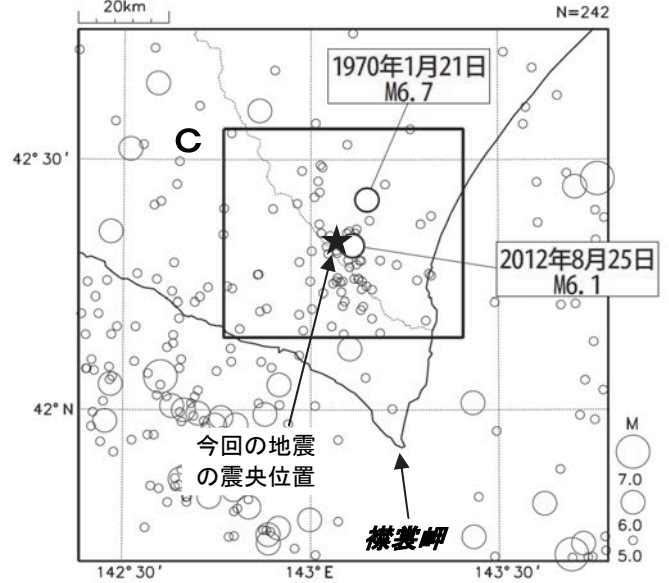 20km
N=242
1970年1月21日
M6.7
C
42°30′
2012年8月25日
M6.1
42°N
今回の地震
の震央位置
襟裳岬
M
7.0
6.0
5.0
142°30′
143°E
143°30′